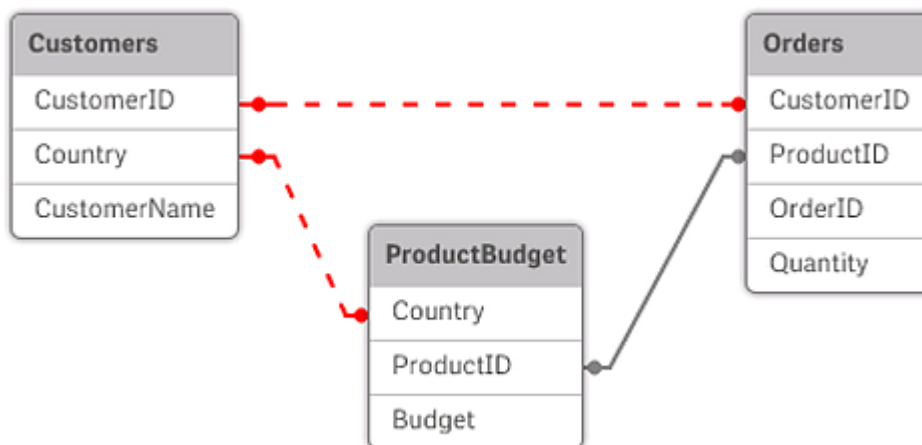 Customers
CustomerID
Country
CustomerName
ProductBudget
Country
ProductID
Budget
Orders
CustomerID
ProductID
OrderID
Quantity